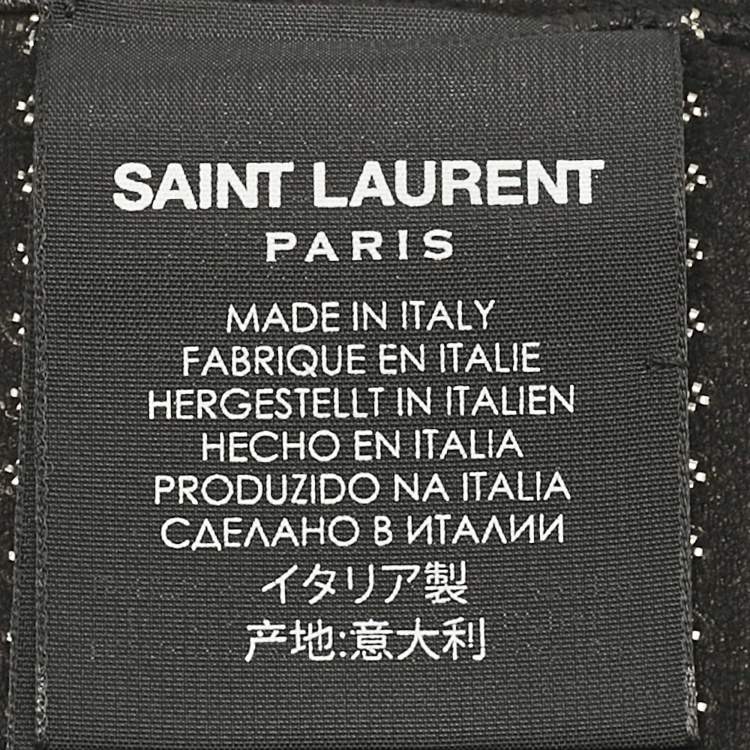 SAINT LAURENT
PARIS
MADE IN ITALY
FABRIQUE EN ITALIE
HERGESTELLT IN ITALIEN
HECHO EN ITALIA
PRODUZIDO NA ITALIA
СДЕЛАНО В ИТАЛИИ
イタリア製
产地:意大利